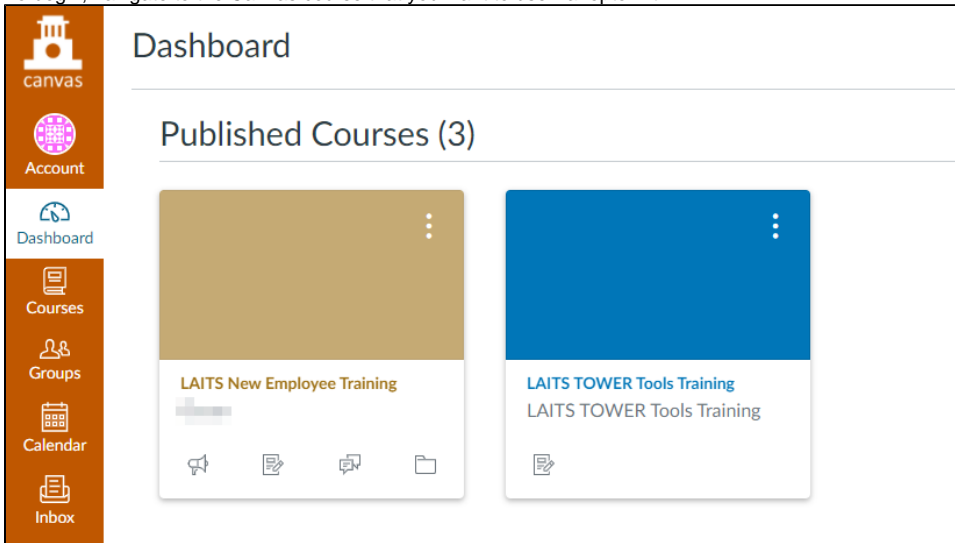 canvas
Dashboard
Account
Published Courses (3)
Dashboard
Courses
Groups
LAITS New Employee Training
LAITS TOWER Tools Training
LAITS TOWER Tools Training
Calendar
Inbox